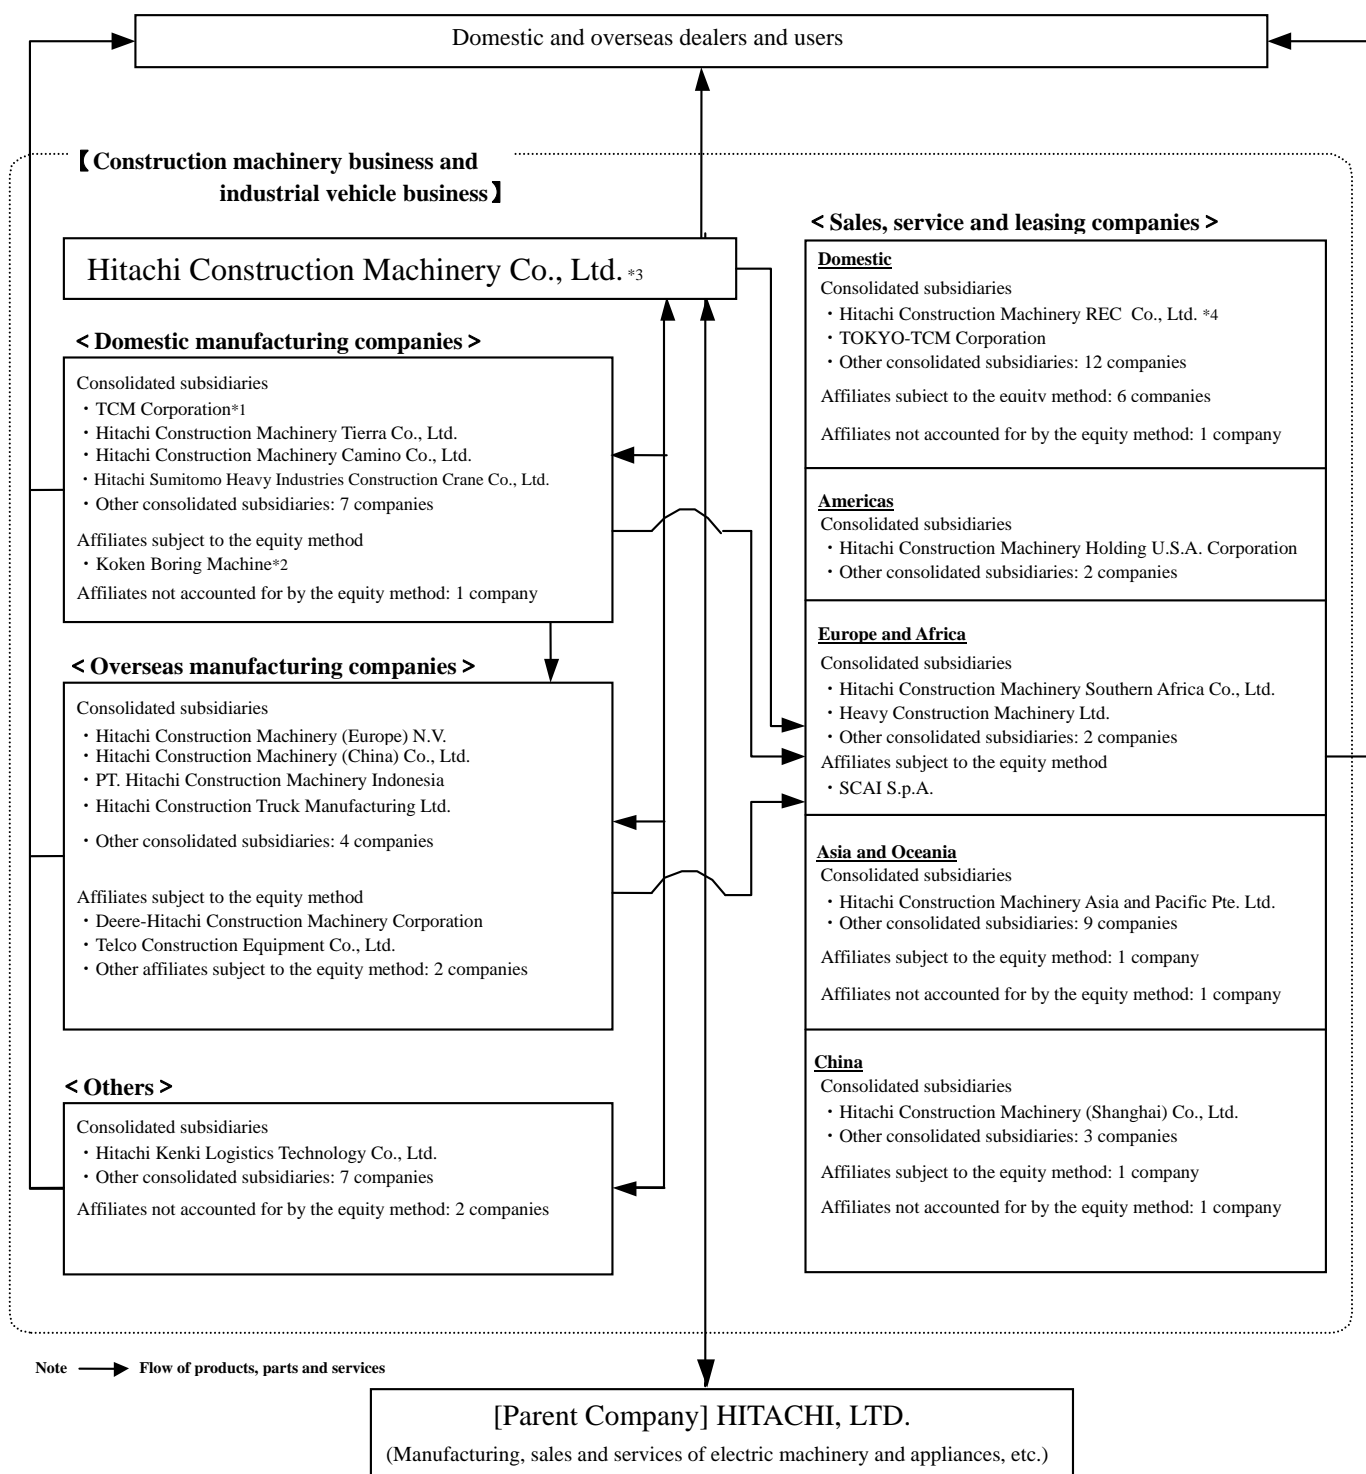 Domestic and overseas dealers and users
【Construction machinery business and
industrial vehicle business】
Hitachi Construction Machinery Co., Ltd. *3
＜Domestic manufacturing companies＞
Consolidated subsidiaries
・TCM Corporation*1
・Hitachi Construction Machinery Tierra Co., Ltd.
・Hitachi Construction Machinery Camino Co., Ltd.
・Hitachi Sumitomo Heavy Industries Construction Crane Co., Ltd.
・Other consolidated subsidiaries: 7 companies
Affiliates subject to the equity method
・Koken Boring Machine*2
Affiliates not accounted for by the equity method: 1 company
＜Overseas manufacturing companies＞
Consolidated subsidiaries
・Hitachi Construction Machinery (Europe) N.V.
・Hitachi Construction Machinery (China) Co., Ltd.
・PT. Hitachi Construction Machinery Indonesia
・Hitachi Construction Truck Manufacturing Ltd.
・Other consolidated subsidiaries: 4 companies
Affiliates subject to the equity method
・Deere-Hitachi Construction Machinery Corporation
・Telco Construction Equipment Co., Ltd.
・Other affiliates subject to the equity method: 2 companies
＜Others＞
Consolidated subsidiaries
・Hitachi Kenki Logistics Technology Co., Ltd.
・Other consolidated subsidiaries: 7 companies
Affiliates not accounted for by the equity method: 2 companies
＜Sales, service and leasing companies＞
Domestic
Consolidated subsidiaries
・Hitachi Construction Machinery REC Co., Ltd. *4
・TOKYO-TCM Corporation
・Other consolidated subsidiaries: 12 companies
Affiliates subject to the equity method: 6 companies
Affiliates not accounted for by the equity method: 1 company
Americas
Consolidated subsidiaries
・Hitachi Construction Machinery Holding U.S.A. Corporation
・Other consolidated subsidiaries: 2 companies
Europe and Africa
Consolidated subsidiaries
・Hitachi Construction Machinery Southern Africa Co., Ltd.
・Heavy Construction Machinery Ltd.
・Other consolidated subsidiaries: 2 companies
Affiliates subject to the equity method
・SCAI S.p.A.
Asia and Oceania
Consolidated subsidiaries
・Hitachi Construction Machinery Asia and Pacific Pte. Ltd.
・Other consolidated subsidiaries: 9 companies
Affiliates subject to the equity method: 1 company
Affiliates not accounted for by the equity method: 1 company
China
Consolidated subsidiaries
・Hitachi Construction Machinery (Shanghai) Co., Ltd.
・Other consolidated subsidiaries: 3 companies
Affiliates subject to the equity method: 1 company
Affiliates not accounted for by the equity method: 1 company
Note Flow of products, parts and services
[Parent Company] HITACHI, LTD.
(Manufacturing, sales and services of electric machinery and appliances, etc.)